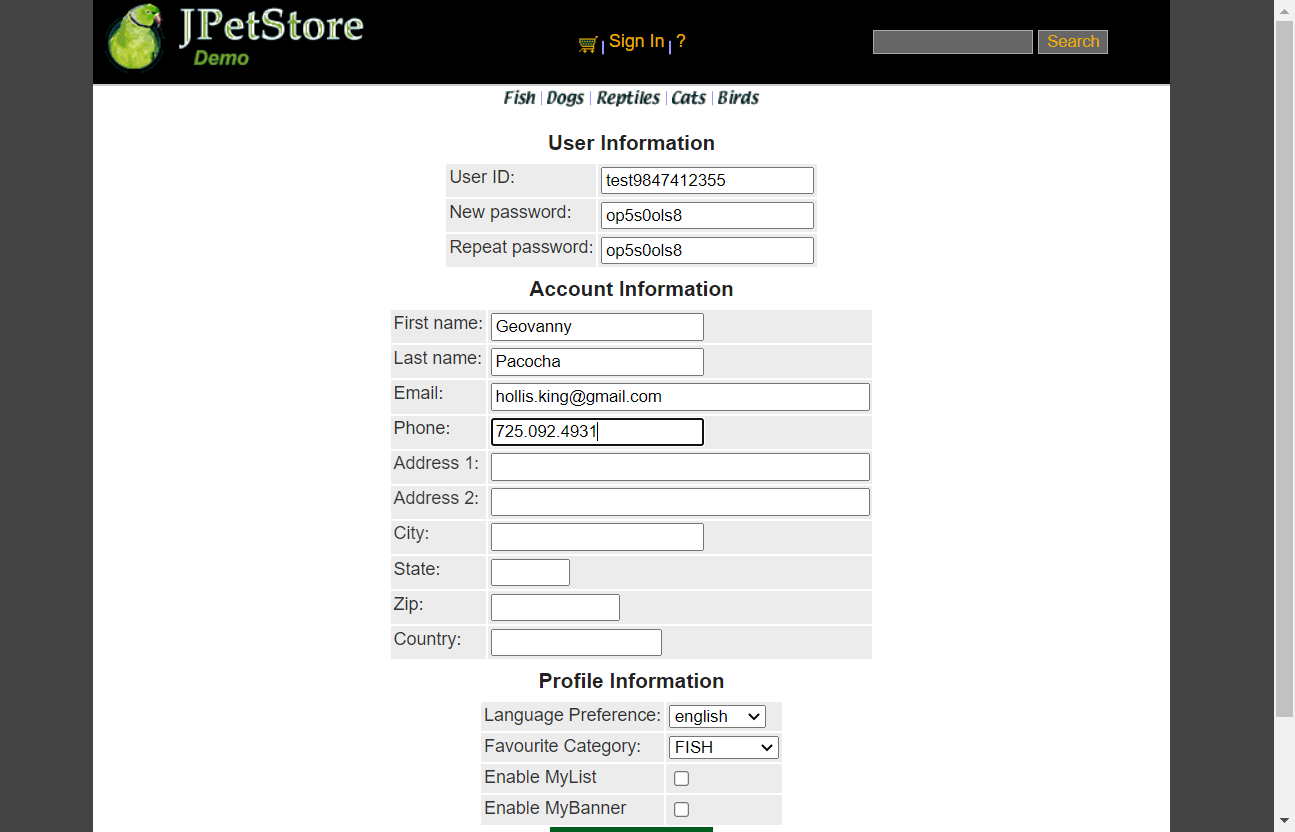 JPetStore
Demo
Sign In | ?
Search
Fish | Dogs | Reptiles | Cats | Birds
User Information
User ID: test9847412355
New password: op5s0ols8
Repeat password: op5s0ols8
Account Information
First name: Geovanny
Last name: Pacocha
Email: hollis.king@gmail.com
Phone: 725.092.4931
Address 1:
Address 2:
City:
State:
Zip:
Country:
Profile Information
Language Preference: english
Favourite Category: FISH
Enable MyList
Enable MyBanner